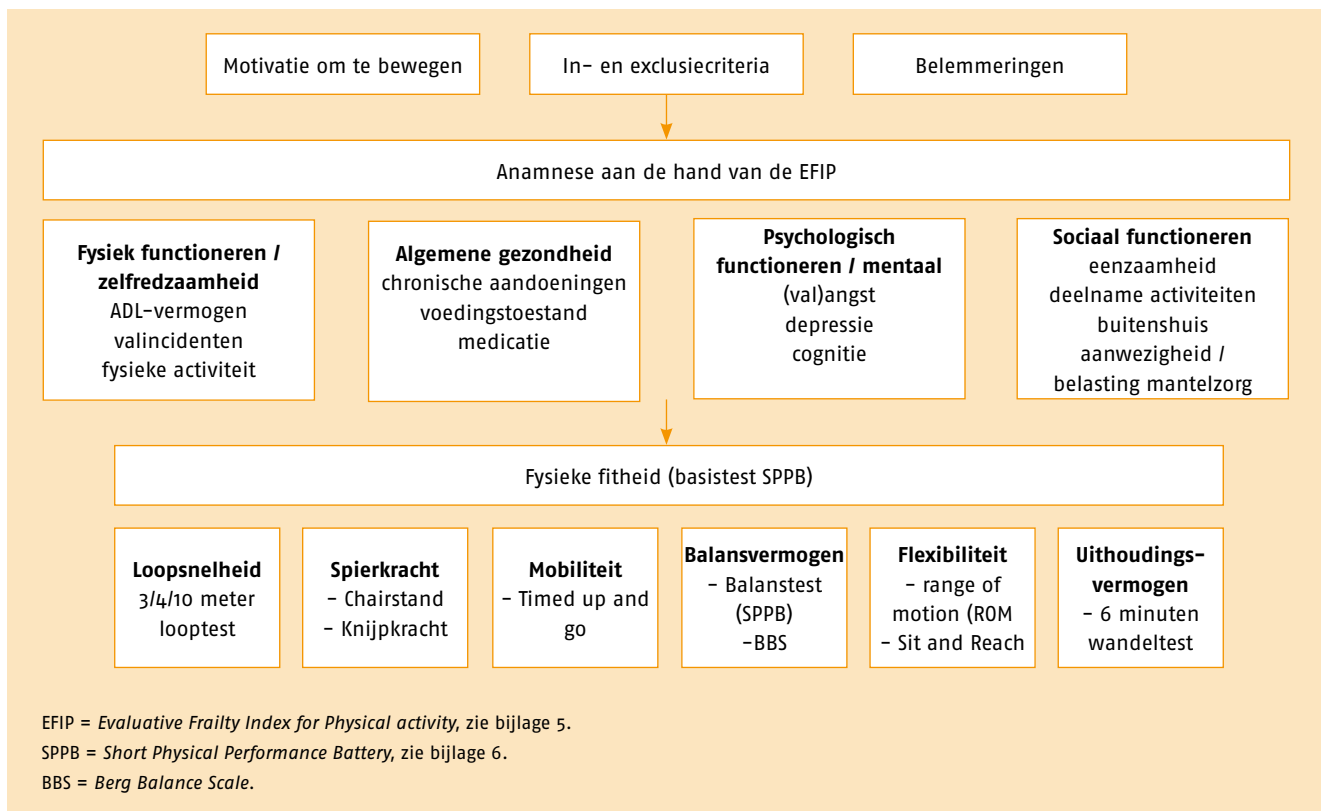 Motivatie om te bewegen
In- en exclusiecriteria
Belemmeringen
Anamnese aan de hand van de EFIP
Fysiek functioneren /
zelfredzaamheid
ADL-vermogen
valincidenten
fysieke activiteit
Algemene gezondheid
chronische aandoeningen
voedingstoestand
medicatie
Psychologisch
functioneren / mentaal
(val)angst
depressie
cognitie
Sociaal functioneren
eenzaamheid
deelname activiteiten
buitenshuis
aanwezigheid /
belasting mantelzorg
Fysieke fitheid (basistest SPPB)
Loopsnelheid
3/4/10 meter
looptest
Spierkracht
- Chairstand
- Knijpkracht
Mobiliteit
- Timed up and
go
Balansvermogen
- Balanstest
(SPPB)
-BBS
Flexibiliteit
- range of
motion (ROM
- Sit and Reach
Uithoudings-
vermogen
- 6 minuten
wandeltest
EFIP = Evaluative Frailty Index for Physical activity, zie bijlage 5.
SPPB = Short Physical Performance Battery, zie bijlage 6.
BBS = Berg Balance Scale.